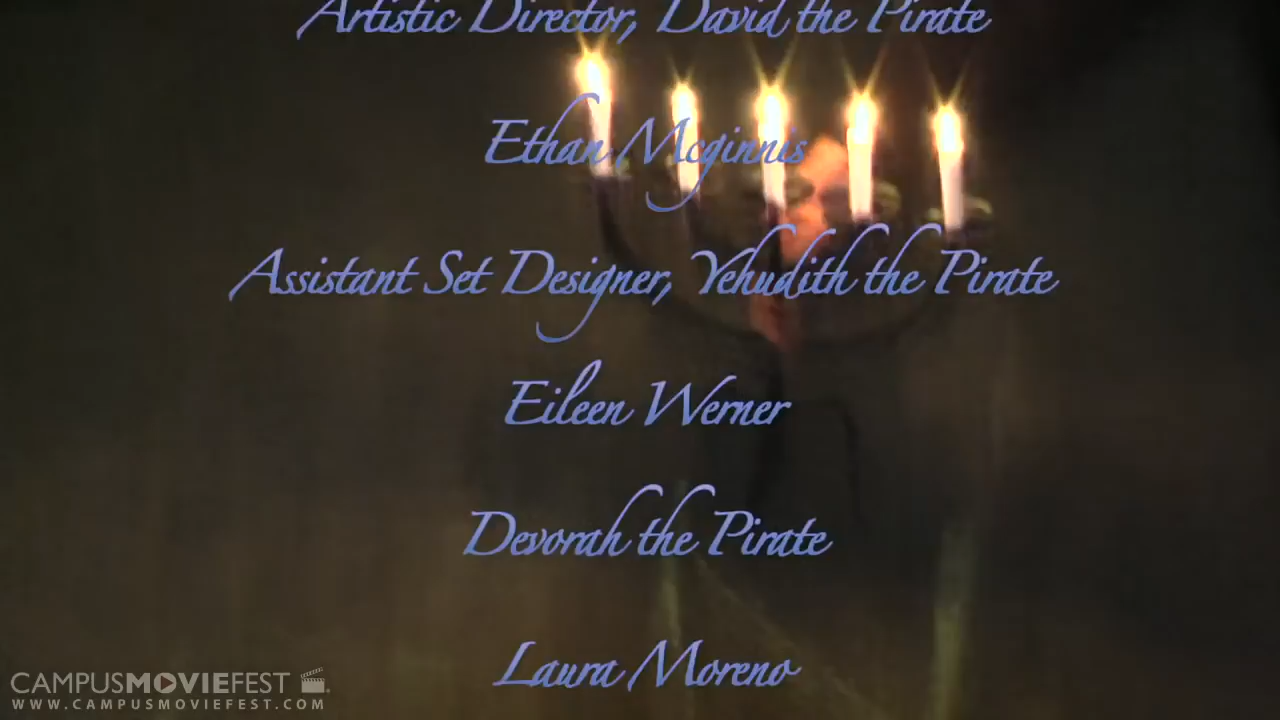 Artistic Director, David the Pirate
Ethan Mcginnis
Assistant Set Designer, Yehudith the Pirate
Eileen Werner
Devorah the Pirate
Laura Moreno
CAMPUSMOVIEFEST
WWW.CAMPUSMOVIEFEST.COM